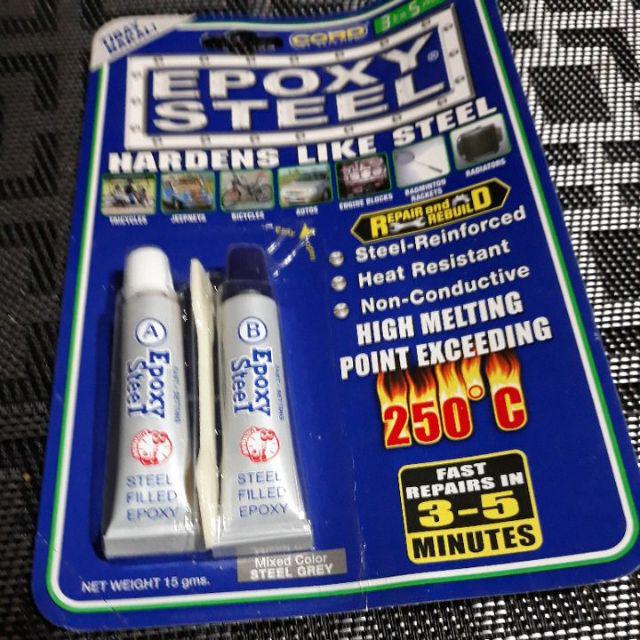 CORD
3 to 5
EPOXY
STEEL®
HARDENS LIKE STEEL
TRICYCLES
JEEPNEYS
BICYCLES
AUTOS
ENGINE BLOCKS
BADMINTON
RACKETS
RADIATORS
REPAIR and
REBUILD
Steel-Reinforced
Heat Resistant
Non-Conductive
HIGH MELTING
POINT EXCEEDING
250°C
FAST
REPAIRS IN
3-5
MINUTES
A
Epoxy
Steel
STEEL
FILLED
EPOXY
B
Epoxy
Steel
FAST-SETTING
STEEL
FILLED
EPOXY
Mixed Color
STEEL GREY
NET WEIGHT 15 gms.